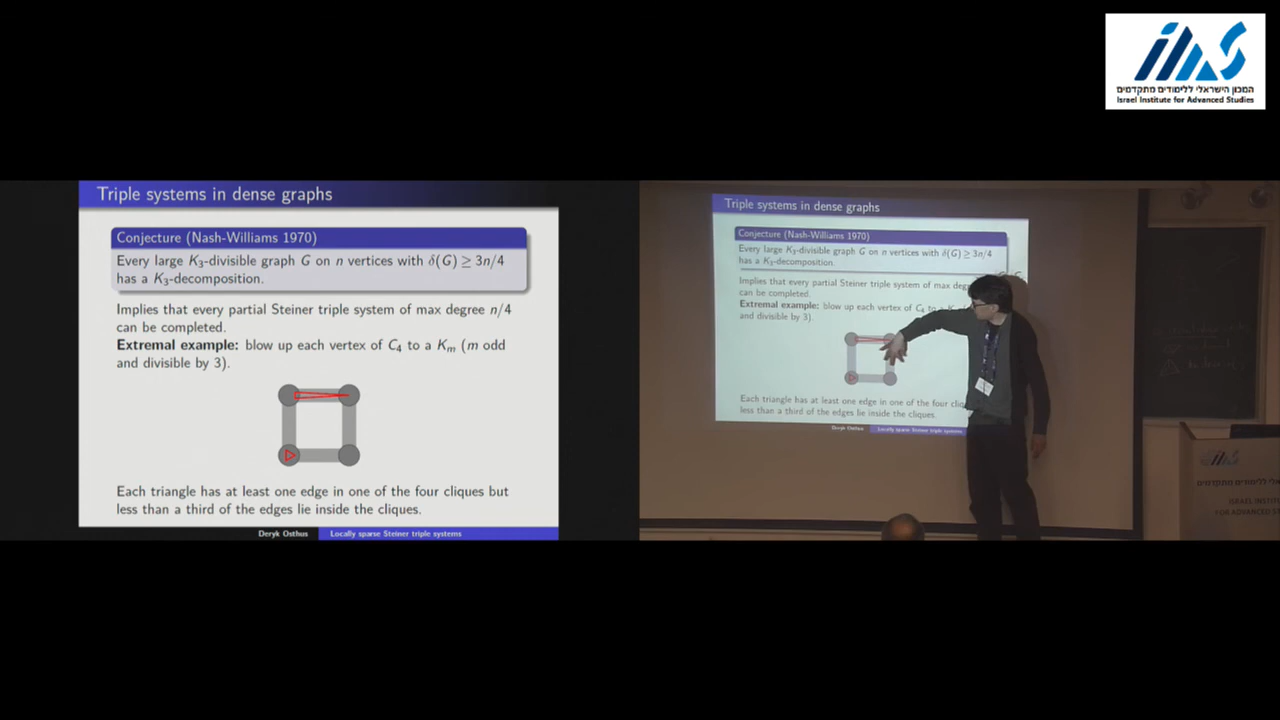 המכון הישראלי ללימודים מתקדמים
Israel Institute for Advanced Studies
Triple systems in dense graphs
Conjecture (Nash-Williams 1970)
Every large K₃-divisible graph G on n vertices with δ(G) ≥ 3n/4
has a K₃-decomposition.
Implies that every partial Steiner triple system of max degree n/4
can be completed.
Extremal example: blow up each vertex of C₄ to a Kₘ (m odd
and divisible by 3).
Each triangle has at least one edge in one of the four cliques but
less than a third of the edges lie inside the cliques.
Deryk Osthus
Locally sparse Steiner triple systems
Triple systems in dense graphs
Conjecture (Nash-Williams 1970)
Every large K₃-divisible graph G on n vertices with δ(G) ≥ 3n/4
has a K₃-decomposition.
Implies that every partial Steiner triple system of max
can be completed.
Extremal example: blow up each vertex of C₄ to a
and divisible by 3).
Each triangle has at least one edge in one of the four
less than a third of the edges lie inside the cliques.
Deryk Osthus
Locally sparse Steiner triple systems
ISRAEL
FOR ADVANCED